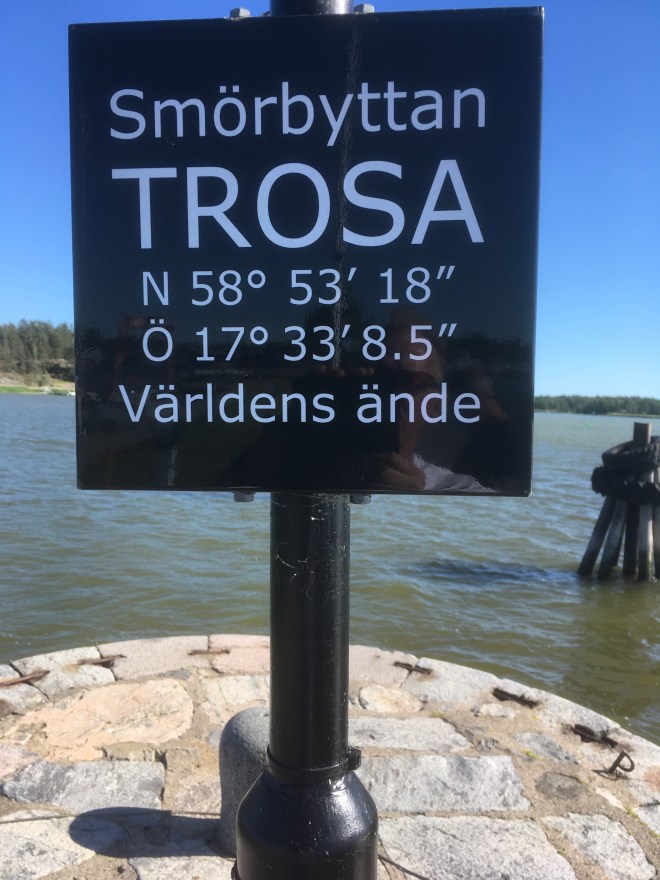 Smörbyttan
TROSA
N 58° 53′ 18″
Ö 17° 33′ 8.5″
Världens ände